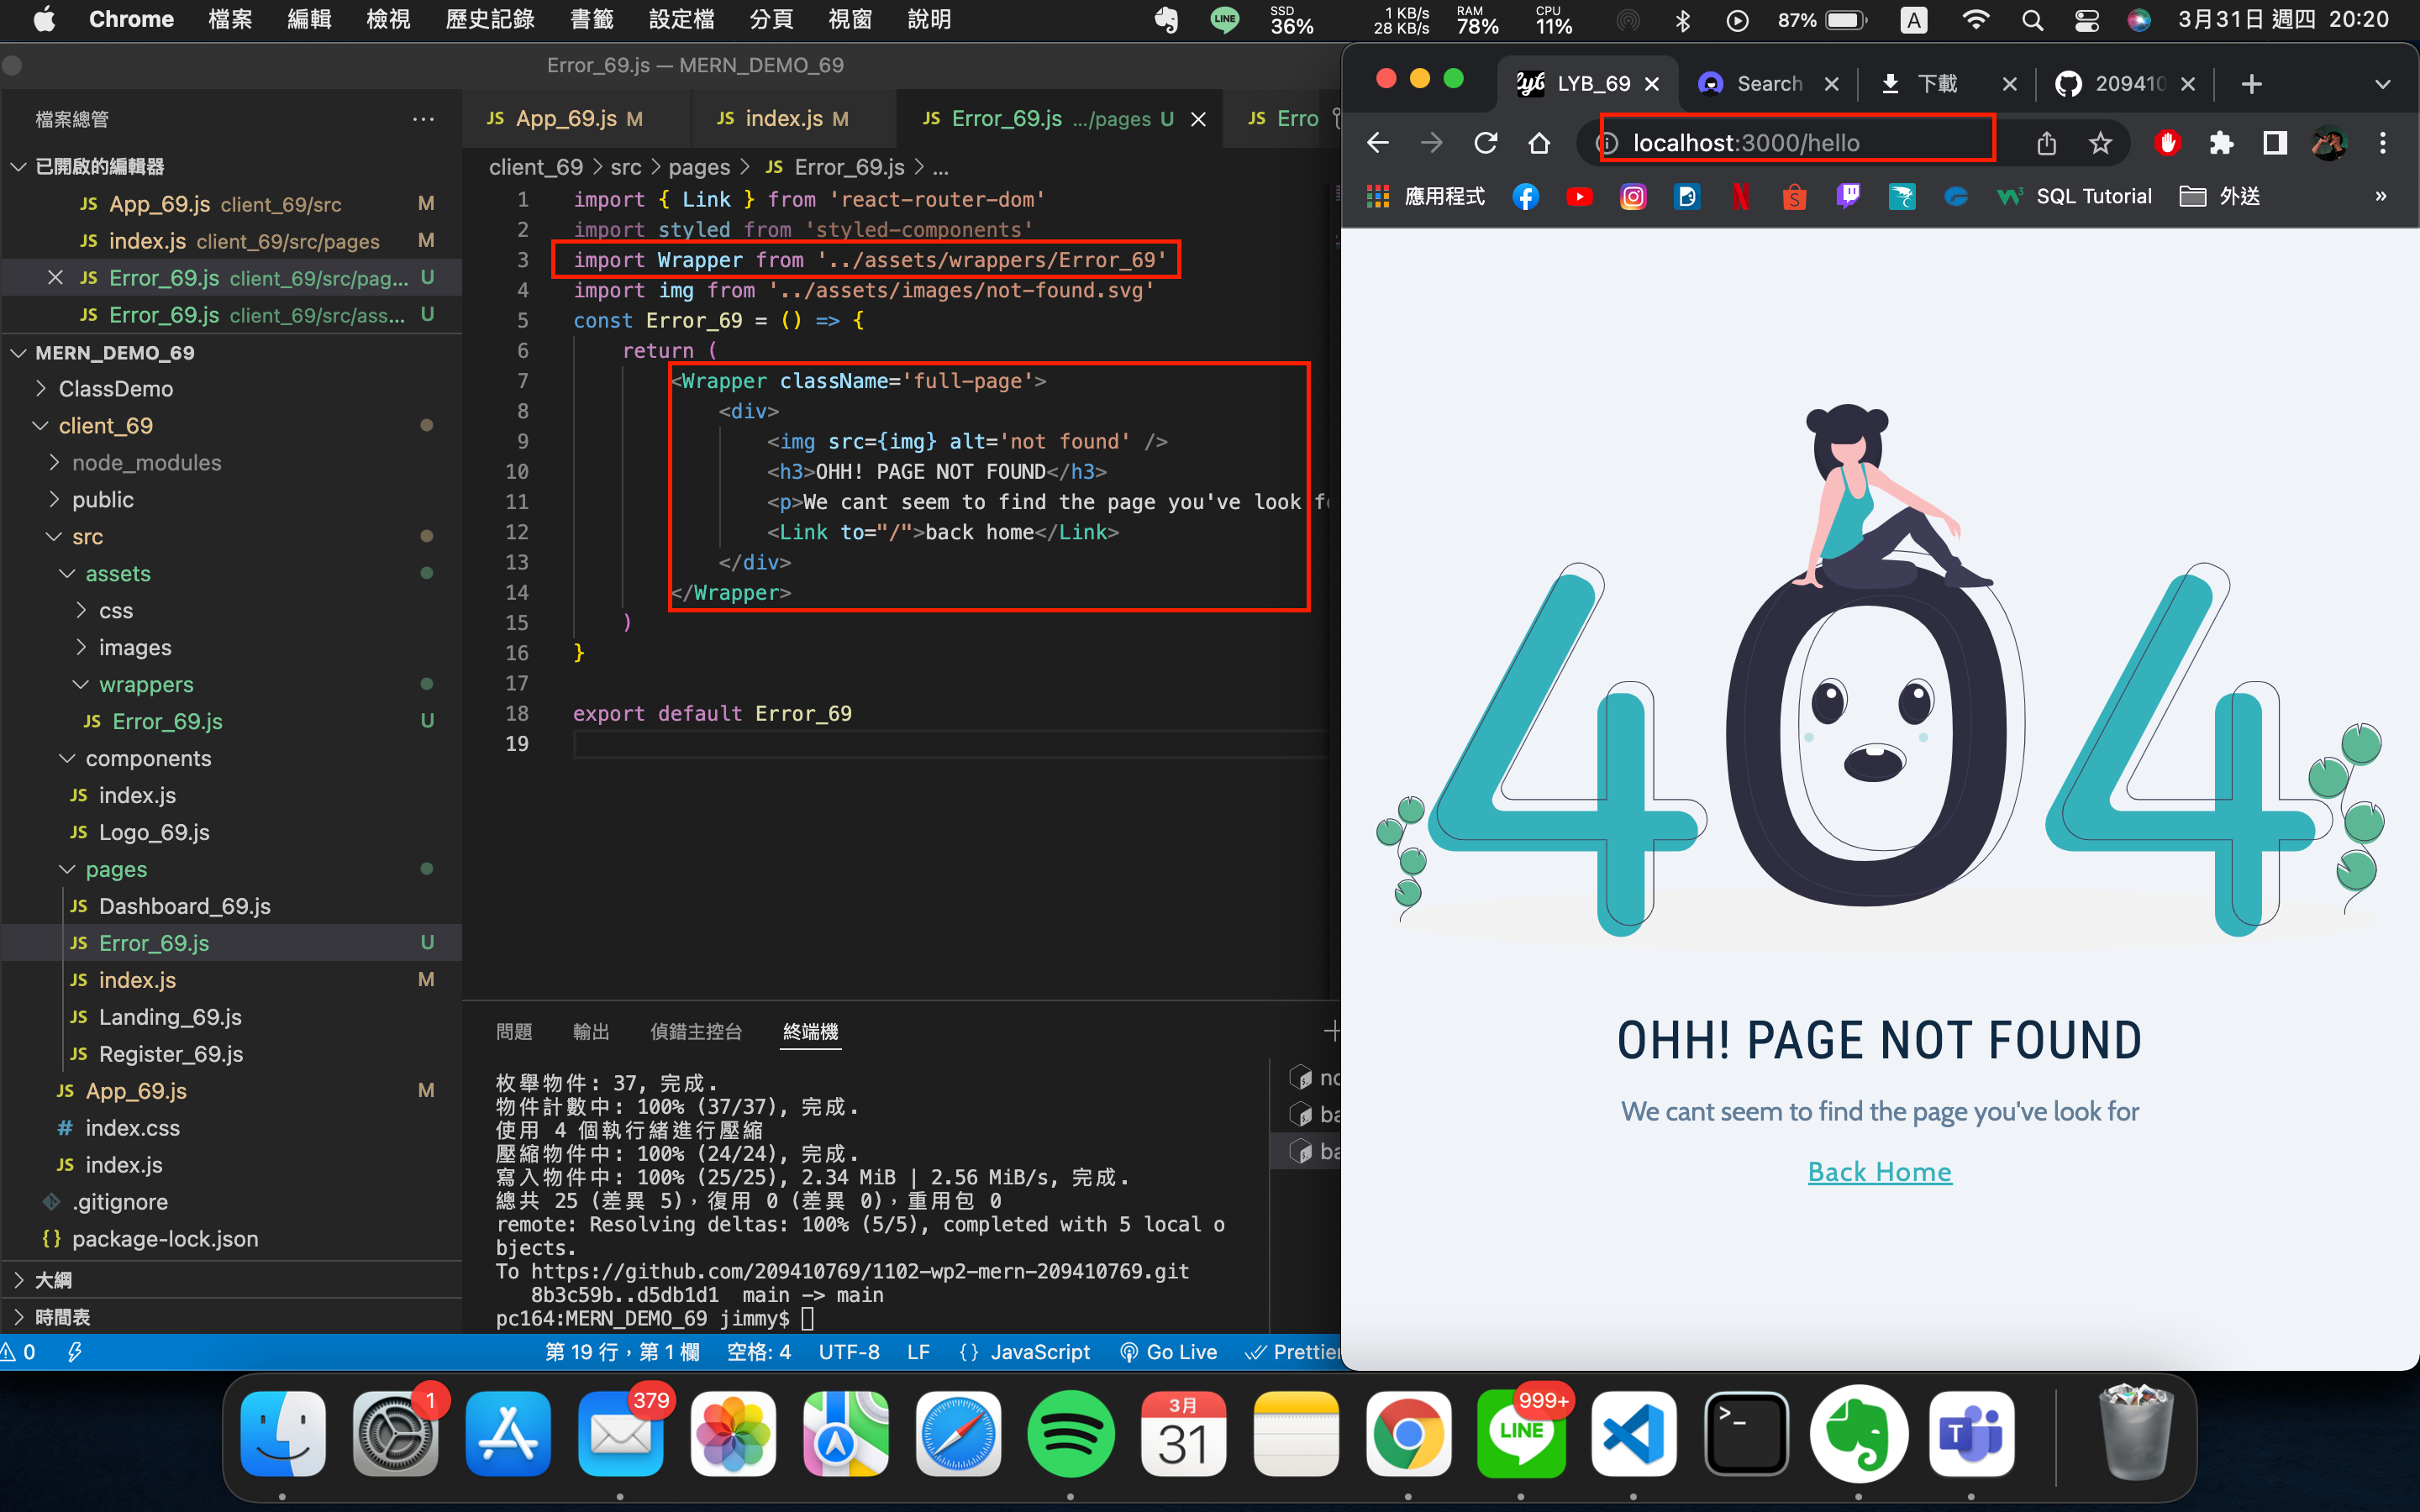 Chrome 檔案 編輯 檢視 歷史記錄 書籤 設定檔 分頁 視窗 說明 LINE SSD 36% 1 KB/s 28 KB/s RAM 78% CPU 11% 87% A 3月31日 週四 20:20
Error_69.js — MERN_DEMO_69
檔案總管 ...
已開啟的編輯器
JS App_69.js client_69/src M
JS index.js client_69/src/pages M
JS Error_69.js client_69/src/pag... U
JS Error_69.js client_69/src/ass... U
MERN_DEMO_69
ClassDemo
client_69
node_modules
public
src
assets
css
images
wrappers
JS Error_69.js U
components
JS index.js
JS Logo_69.js
pages
JS Dashboard_69.js
JS Error_69.js U
JS index.js M
JS Landing_69.js
JS Register_69.js
JS App_69.js M
# index.css
JS index.js
.gitignore
{} package-lock.json
大綱
時間表
JS App_69.js M JS index.js M JS Error_69.js .../pages U JS Erro
client_69 > src > pages > JS Error_69.js > ...
1 import { Link } from 'react-router-dom'
2 import styled from 'styled-components'
3 import Wrapper from '../assets/wrappers/Error_69'
4 import img from '../assets/images/not-found.svg'
5 const Error_69 = () => {
6 return (
7 <Wrapper className='full-page'>
8 <div>
9 <img src={img} alt='not found' />
10 <h3>OHH! PAGE NOT FOUND</h3>
11 <p>We cant seem to find the page you've look f
12 <Link to="/">back home</Link>
13 </div>
14 </Wrapper>
15 )
16 }
17
18 export default Error_69
19
問題 輸出 偵錯主控台 終端機
枚舉物件: 37, 完成.
物件計數中: 100% (37/37), 完成.
使用 4 個執行緒進行壓縮
壓縮物件中: 100% (24/24), 完成.
寫入物件中: 100% (25/25), 2.34 MiB | 2.56 MiB/s, 完成.
總共 25 (差異 5)，復用 0 (差異 0)，重用包 0
remote: Resolving deltas: 100% (5/5), completed with 5 local o
bjects.
To https://github.com/209410769/1102-wp2-mern-209410769.git
8b3c59b..d5db1d1 main -> main
pc164:MERN_DEMO_69 jimmy$
0 第 19 行，第 1 欄 空格: 4 UTF-8 LF {} JavaScript Go Live Prettier
lyb LYB_69 Search 下載 209410
localhost:3000/hello
應用程式 SQL Tutorial 外送 »
404
OHH! PAGE NOT FOUND
We cant seem to find the page you've look for
Back Home
1 379 3月 31 LINE 999+ >_ T